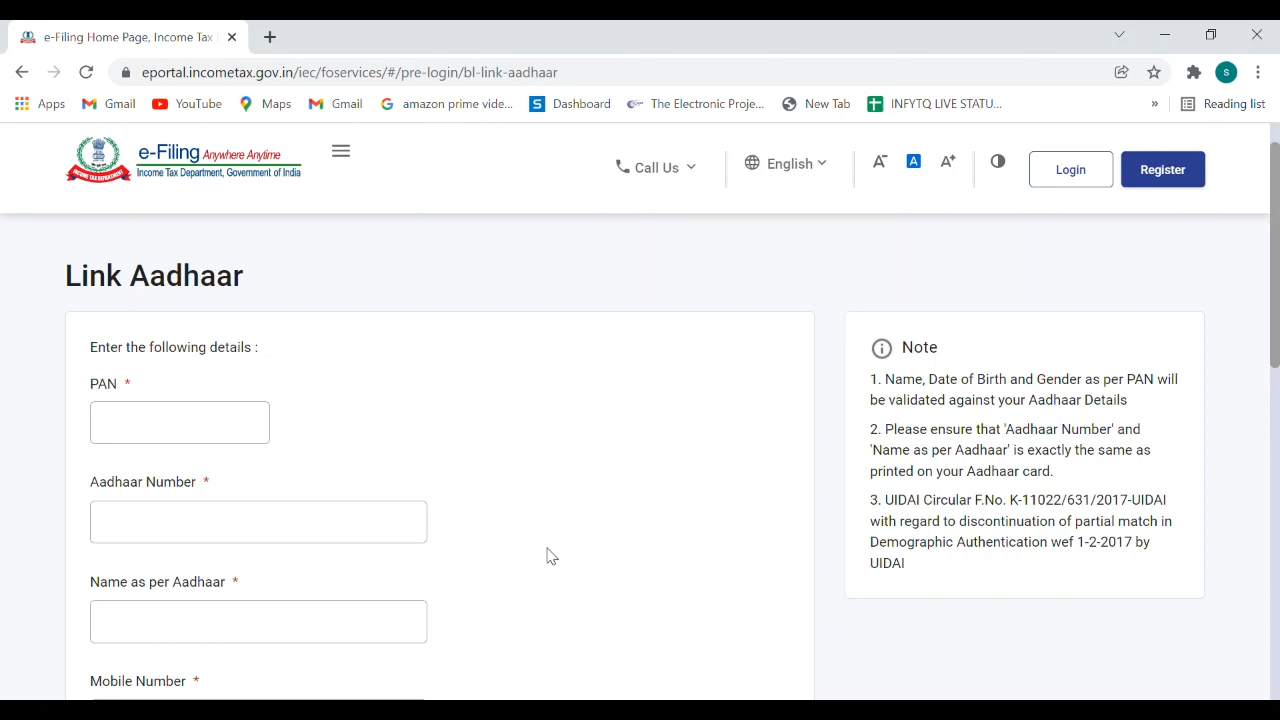 e-Filing Home Page, Income Tax
eportal.incometax.gov.in/iec/foservices/#/pre-login/bl-link-aadhaar
S
Apps Gmail YouTube Maps Gmail amazon prime vide... Dashboard The Electronic Proje... New Tab INFYTQ LIVE STATU... » Reading list
e-Filing Anywhere Anytime
Income Tax Department, Government of India
INCOME TAX DEPARTMENT
Call Us English A- A A+ Login Register
Link Aadhaar
Enter the following details :
PAN *
Aadhaar Number *
Name as per Aadhaar *
Mobile Number *
Note
1. Name, Date of Birth and Gender as per PAN will
be validated against your Aadhaar Details
2. Please ensure that 'Aadhaar Number' and
'Name as per Aadhaar' is exactly the same as
printed on your Aadhaar card.
3. UIDAI Circular F.No. K-11022/631/2017-UIDAI
with regard to discontinuation of partial match in
Demographic Authentication wef 1-2-2017 by
UIDAI